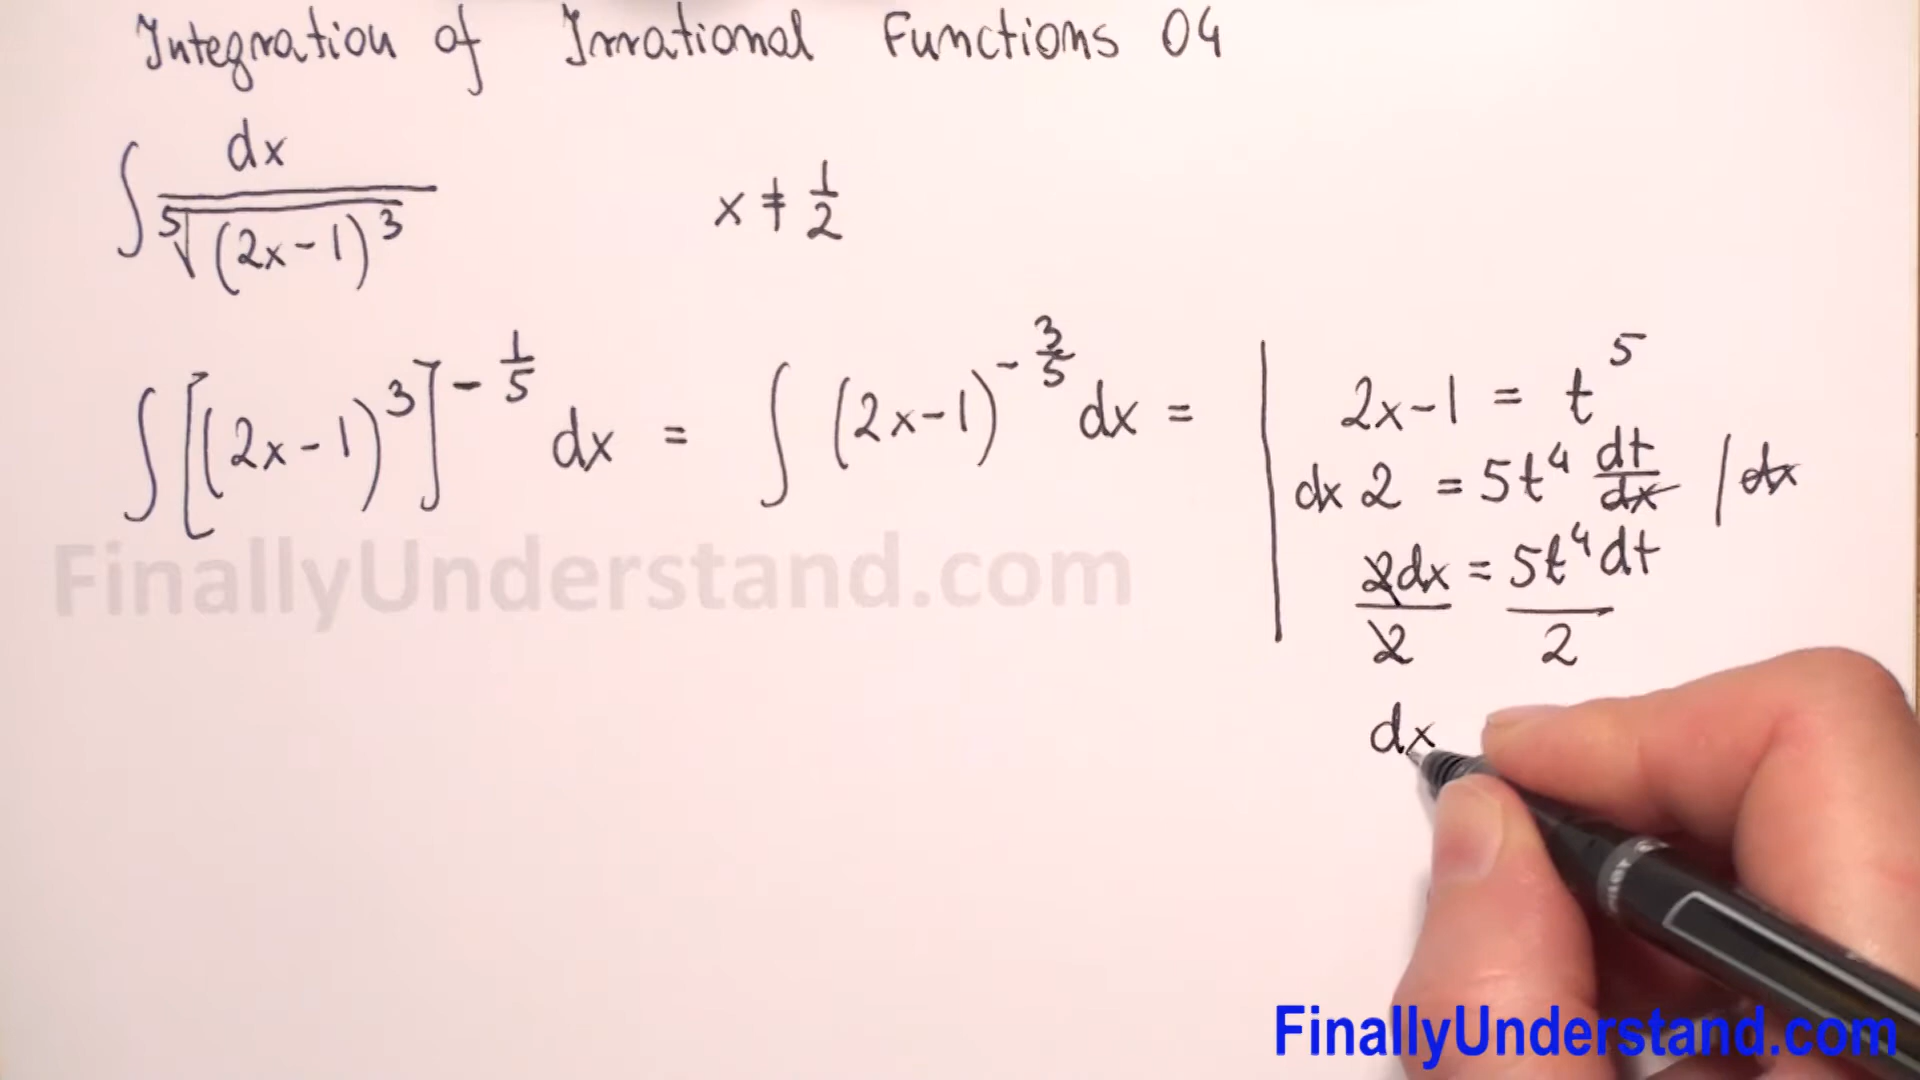 Integration of Irrational Functions 04
∫ dx / ⁵√(2x-1)³    x ≠ 1/2
∫ [(2x-1)³]^(-1/5) dx = ∫ (2x-1)^(-3/5) dx = | 2x-1 = t⁵
dx 2 = 5t⁴ dt/dx | dx
2dx/2 = 5t⁴dt/2
dx
FinallyUnderstand.com
FinallyUnderstand.com